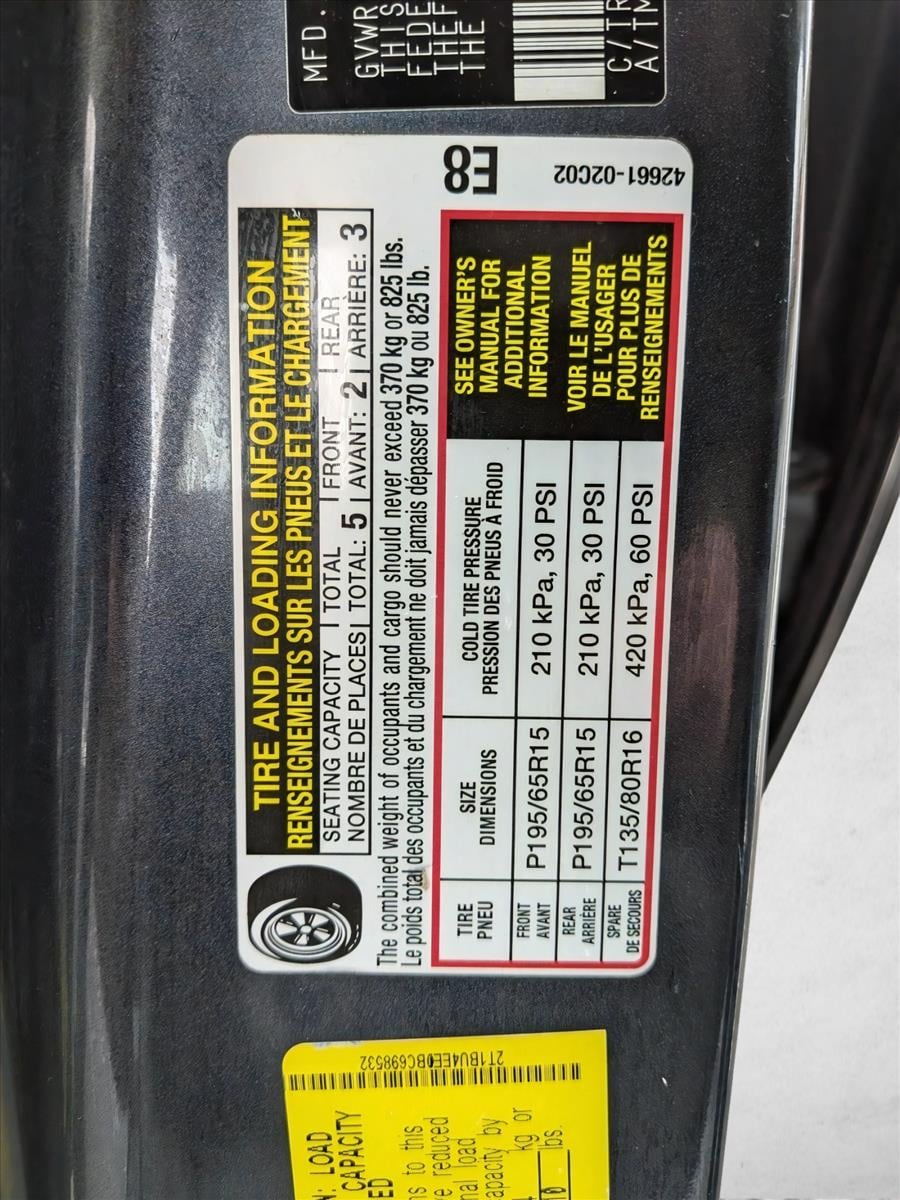 MFD.
GVWR
THIS
FEDE
THEF
THE
C/TR
A/TM
TIRE AND LOADING INFORMATION
RENSEIGNEMENTS SUR LES PNEUS ET LE CHARGEMENT
SEATING CAPACITY | TOTAL | FRONT | REAR
NOMBRE DE PLACES | TOTAL: 5 | AVANT: 2 | ARRIÈRE: 3
The combined weight of occupants and cargo should never exceed 370 kg or 825 lbs.
Le poids total des occupants et du chargement ne doit jamais dépasser 370 kg ou 825 lb.
TIRE SIZE COLD TIRE PRESSURE
PNEU DIMENSIONS PRESSION DES PNEUS À FROID
FRONT
AVANT P195/65R15 210 kPa, 30 PSI
REAR
ARRIÈRE P195/65R15 210 kPa, 30 PSI
SPARE
DE SECOURS T135/80R16 420 kPa, 60 PSI
SEE OWNER'S
MANUAL FOR
ADDITIONAL
INFORMATION
VOIR LE MANUEL
DE L'USAGER
POUR PLUS DE
RENSEIGNEMENTS
E8
42661-02C02
2T1BU4EE0BC698532
N: LOAD
CAPACITY
ED
ns to this
ve reduced
nal load
apacity by
kg or
10 lbs.